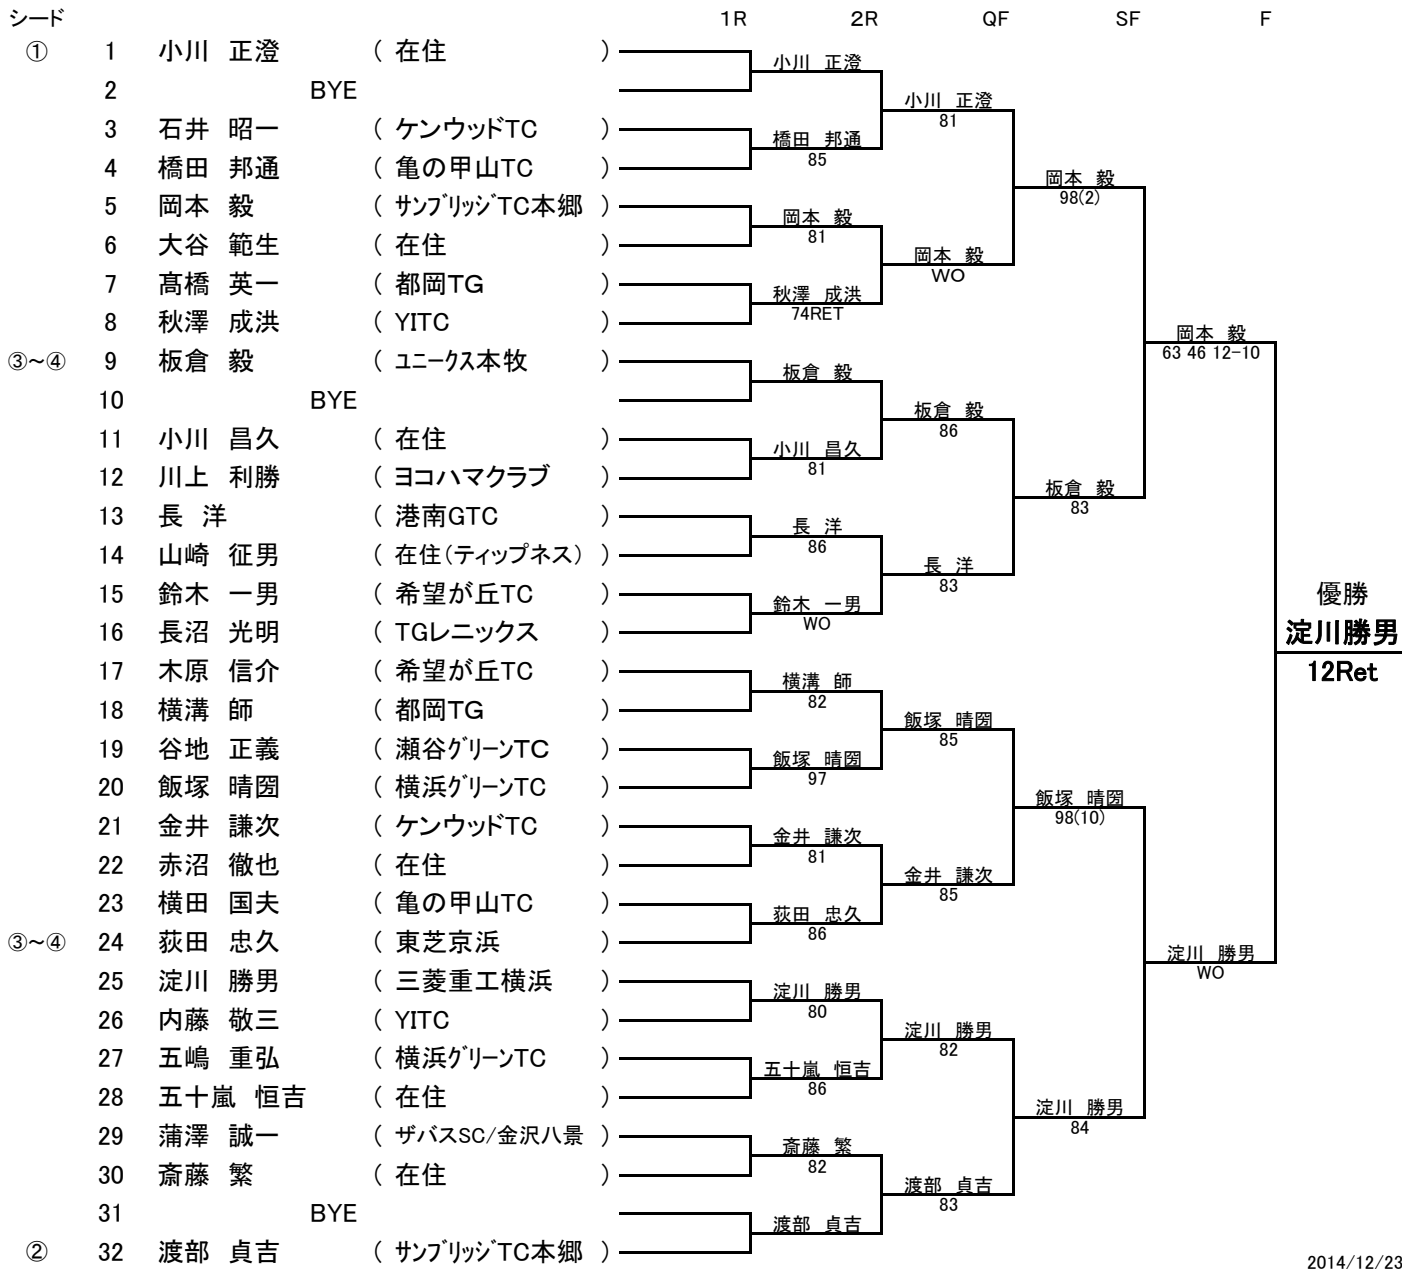 シード 1R 2R QF SF F
① 1 小川 正澄 ( 在住 )
小川 正澄
2 BYE
小川 正澄
81
3 石井 昭一 ( ケンウッドTC )
橋田 邦通
85
4 橋田 邦通 ( 亀の甲山TC )
岡本 毅
98(2)
5 岡本 毅 ( サンブリッジTC本郷 )
岡本 毅
81
6 大谷 範生 ( 在住 )
岡本 毅
WO
7 髙橋 英一 ( 都岡TG )
秋澤 成洪
74RET
8 秋澤 成洪 ( YITC )
岡本 毅
63 46 12-10
③~④ 9 板倉 毅 ( ユニークス本牧 )
板倉 毅
10 BYE
板倉 毅
86
11 小川 昌久 ( 在住 )
小川 昌久
81
12 川上 利勝 ( ヨコハマクラブ )
板倉 毅
83
13 長 洋 ( 港南GTC )
長 洋
86
14 山崎 征男 ( 在住(ティップネス) )
長 洋
83
15 鈴木 一男 ( 希望が丘TC )
鈴木 一男
WO
16 長沼 光明 ( TGレニックス )
優勝
淀川勝男
12Ret
17 木原 信介 ( 希望が丘TC )
横溝 師
82
18 横溝 師 ( 都岡TG )
飯塚 晴圀
85
19 谷地 正義 ( 瀬谷グリーンTC )
飯塚 晴圀
97
20 飯塚 晴圀 ( 横浜グリーンTC )
飯塚 晴圀
98(10)
21 金井 謙次 ( ケンウッドTC )
金井 謙次
81
22 赤沼 徹也 ( 在住 )
金井 謙次
85
23 横田 国夫 ( 亀の甲山TC )
荻田 忠久
86
③~④ 24 荻田 忠久 ( 東芝京浜 )
淀川 勝男
WO
25 淀川 勝男 ( 三菱重工横浜 )
淀川 勝男
80
26 内藤 敬三 ( YITC )
淀川 勝男
82
27 五嶋 重弘 ( 横浜グリーンTC )
五十嵐 恒吉
86
28 五十嵐 恒吉 ( 在住 )
淀川 勝男
84
29 蒲澤 誠一 ( ザバスSC/金沢八景 )
斎藤 繁
82
30 斎藤 繁 ( 在住 )
渡部 貞吉
83
31 BYE
渡部 貞吉
② 32 渡部 貞吉 ( サンブリッジTC本郷 )
2014/12/23